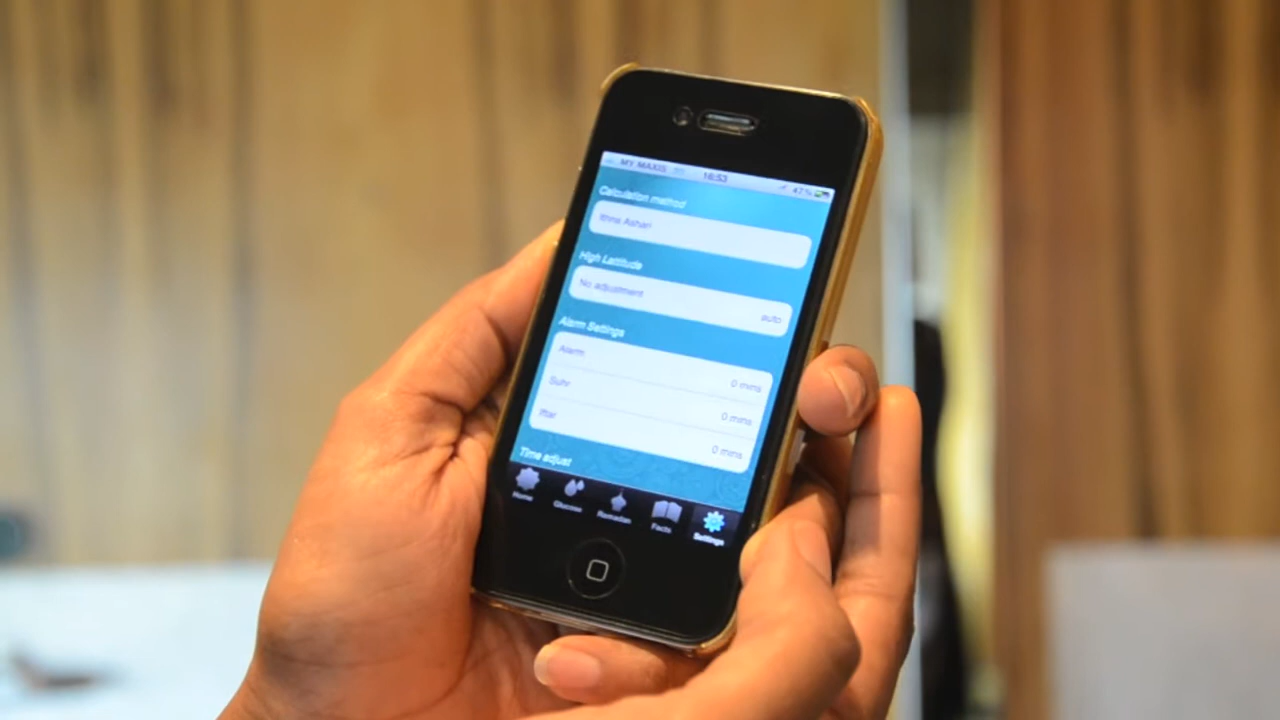 MY MAXIS 16:53 47%
Calculation method
Ithna Ashari
High Latitude
No adjustment auto
Alarm Settings
Alarm 0 mins
Suhr 0 mins
Iftar 0 mins
Time adjust
Home Glucose Ramadan Facts Settings